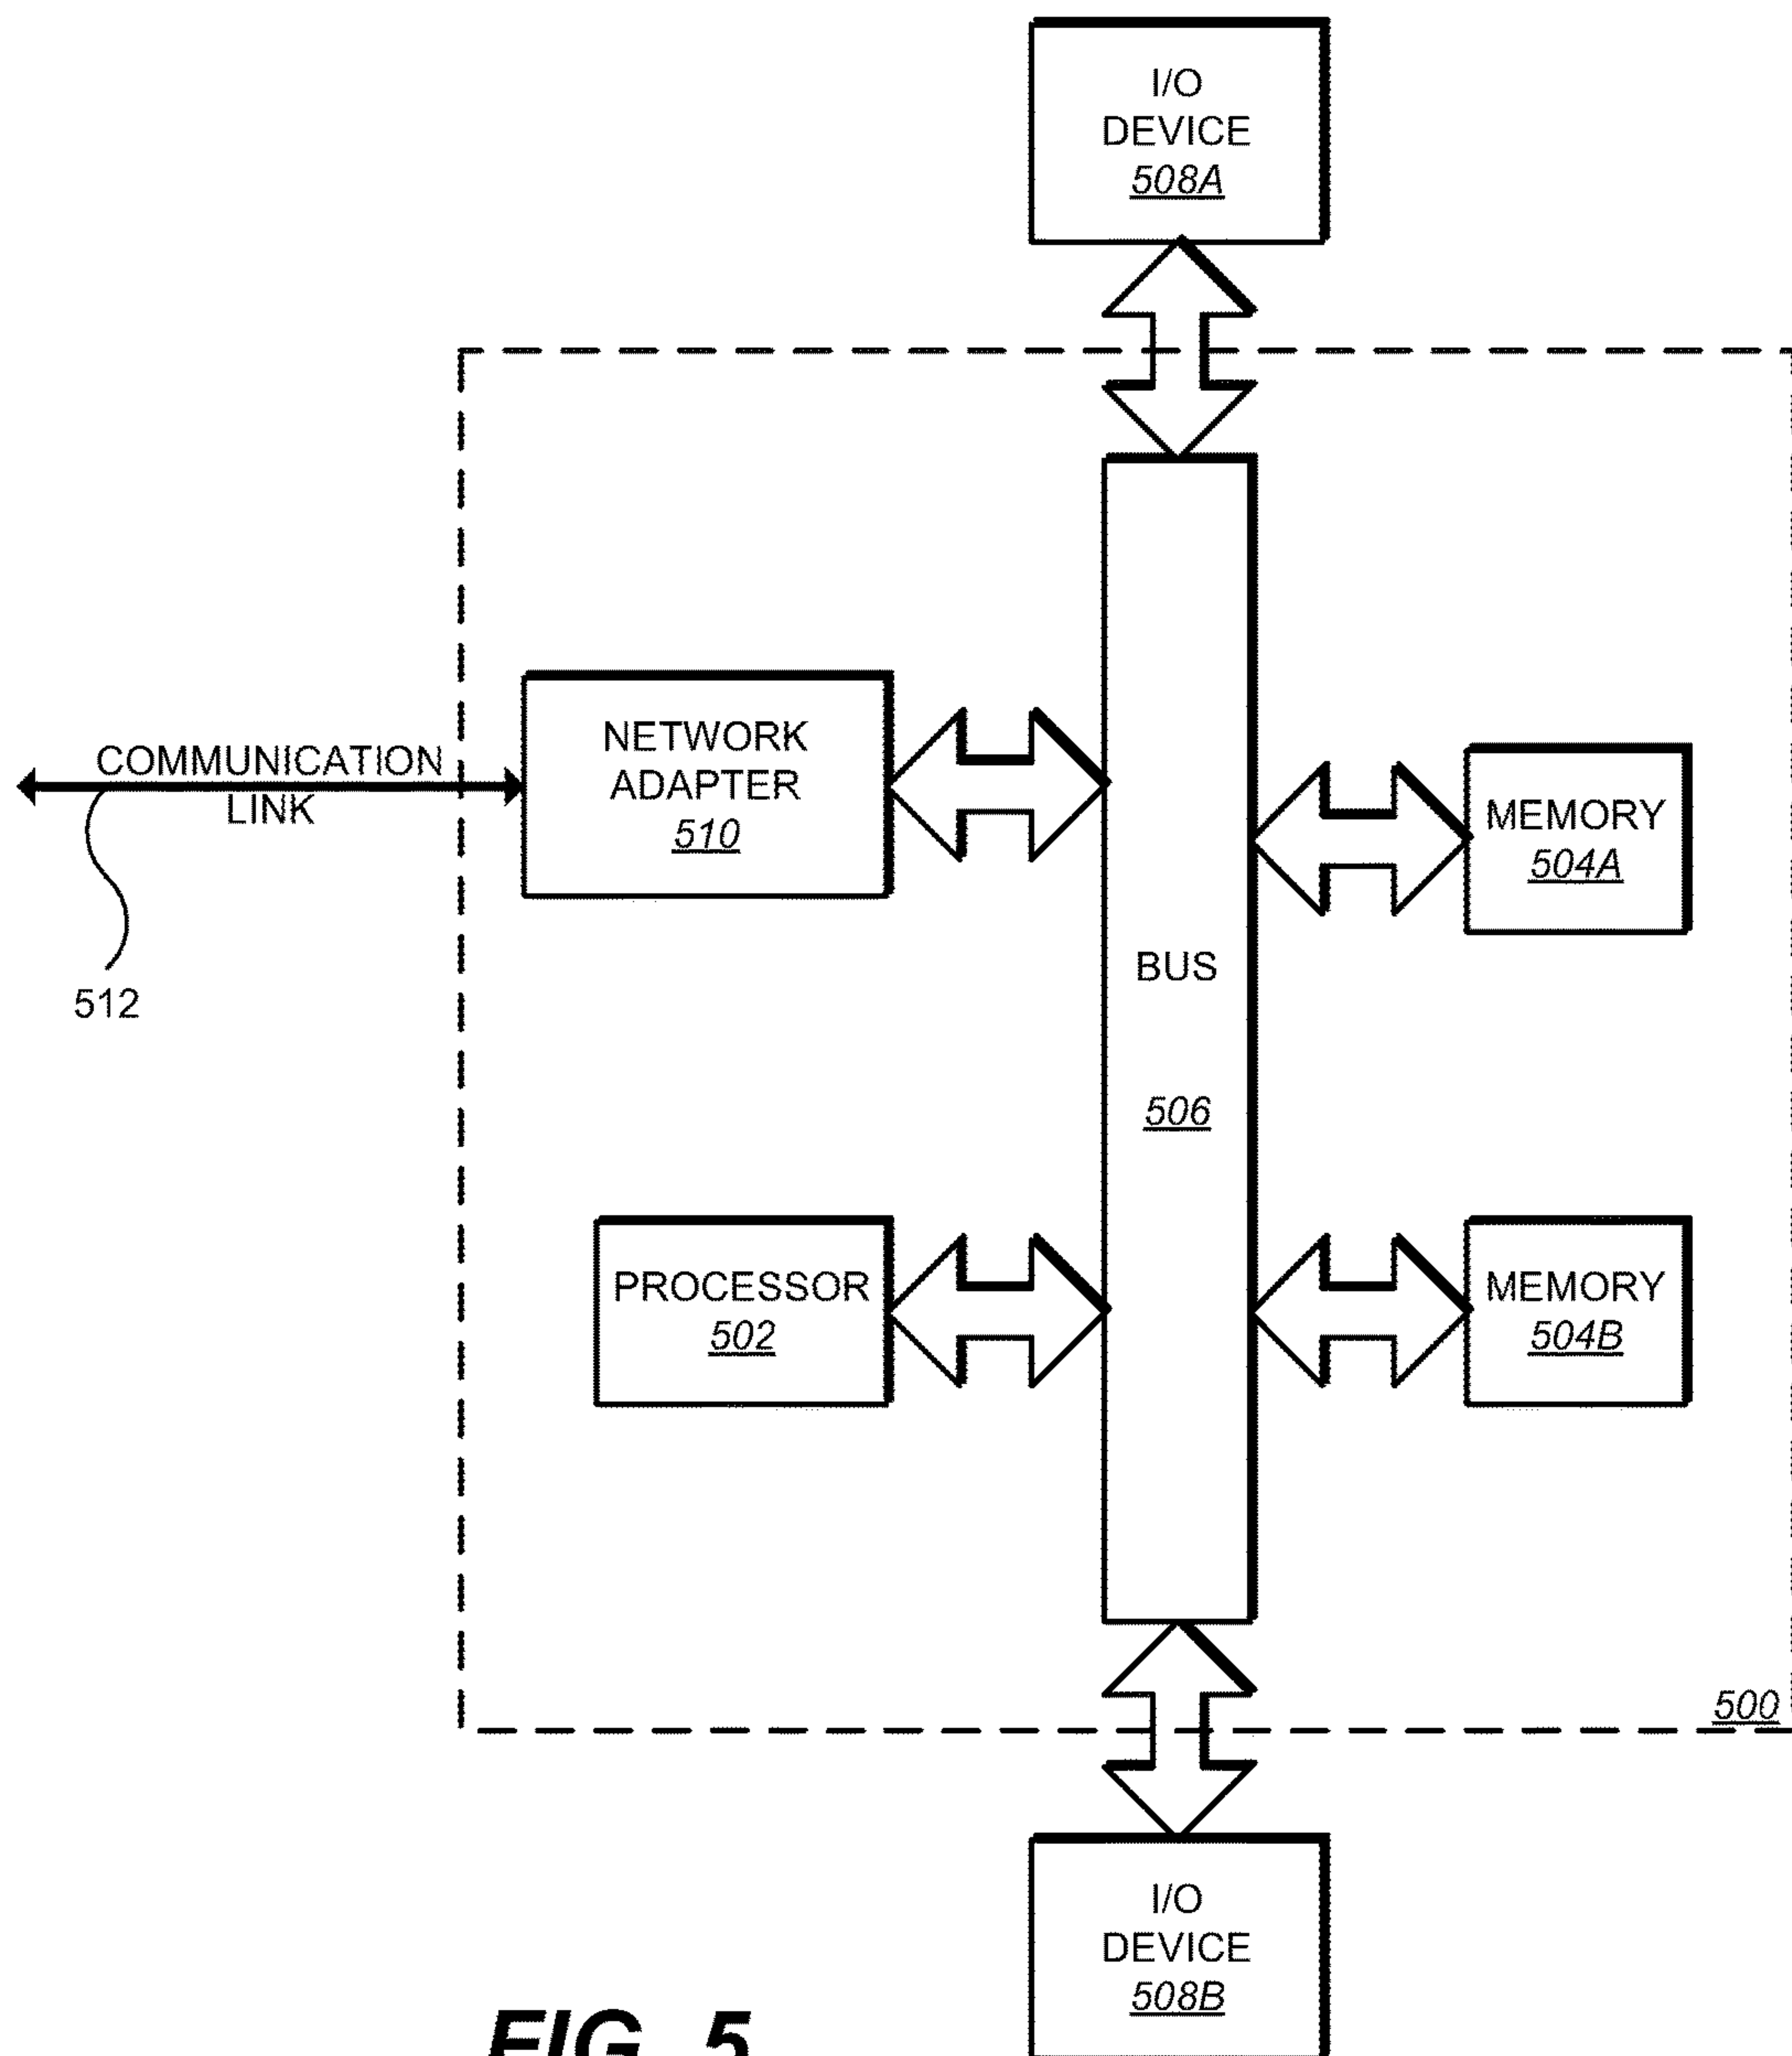 I/O
DEVICE
508A
NETWORK
ADAPTER
510
COMMUNICATION
LINK
512
MEMORY
504A
BUS
506
PROCESSOR
502
MEMORY
504B
500
I/O
DEVICE
508B
FIG. 5